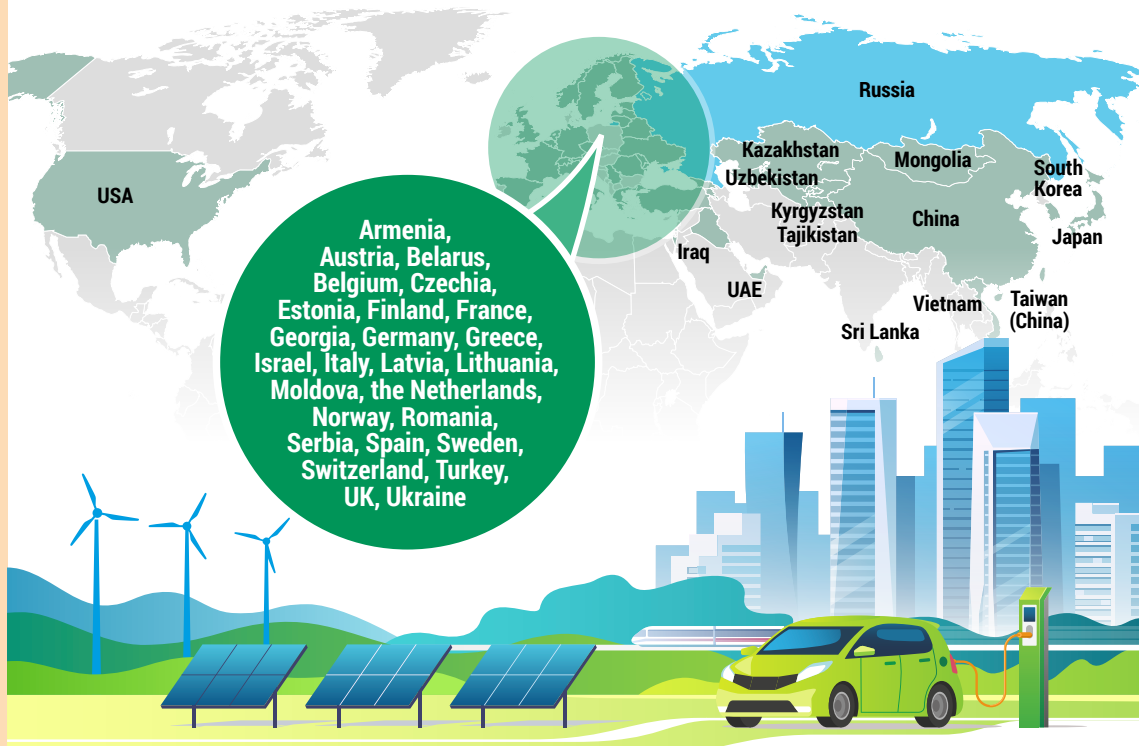 Russia
Kazakhstan
Mongolia
Uzbekistan
South
Korea
USA
Kyrgyzstan
Tajikistan
China
Japan
Iraq
UAE
Vietnam
Taiwan
(China)
Sri Lanka
Armenia,
Austria, Belarus,
Belgium, Czechia,
Estonia, Finland, France,
Georgia, Germany, Greece,
Israel, Italy, Latvia, Lithuania,
Moldova, the Netherlands,
Norway, Romania,
Serbia, Spain, Sweden,
Switzerland, Turkey,
UK, Ukraine